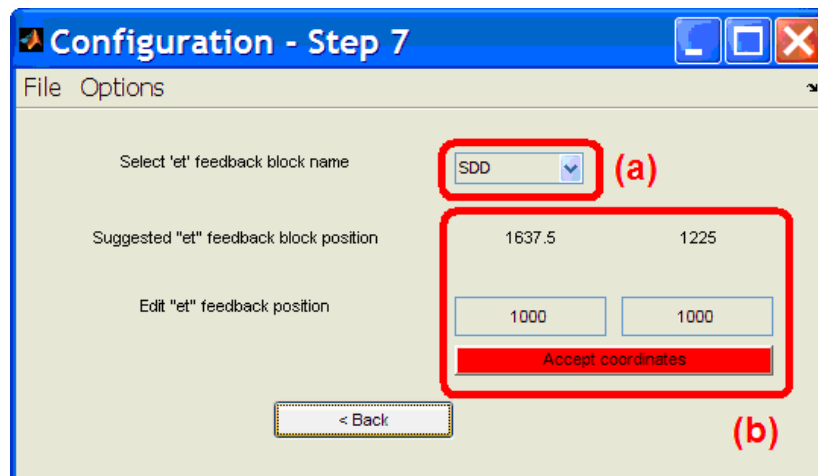 Configuration - Step 7
File Options
Select 'et' feedback block name
SDD
(a)
Suggested "et" feedback block position
1637.5
1225
Edit "et" feedback position
1000
1000
Accept coordinates
< Back
(b)